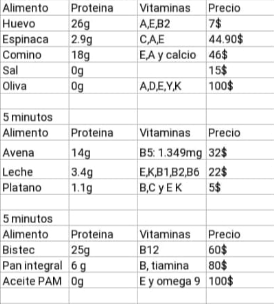 Alimento Proteina Vitaminas Precio
Huevo 26g A,E,B2 7$
Espinaca 2.9g C,A,E 44.90$
Comino 18g E,A y calcio 46$
Sal 0g 15$
Oliva 0g A,D,E,Y,K 100$
5 minutos
Alimento Proteina Vitaminas Precio
Avena 14g B5: 1.349mg 32$
Leche 3.4g E,K,B1,B2,B6 22$
Platano 1.1g B,C y E K 5$
5 minutos
Alimento Proteina Vitaminas Precio
Bistec 25g B12 60$
Pan integral 6 g B, tiamina 80$
Aceite PAM 0g E y omega 9 100$